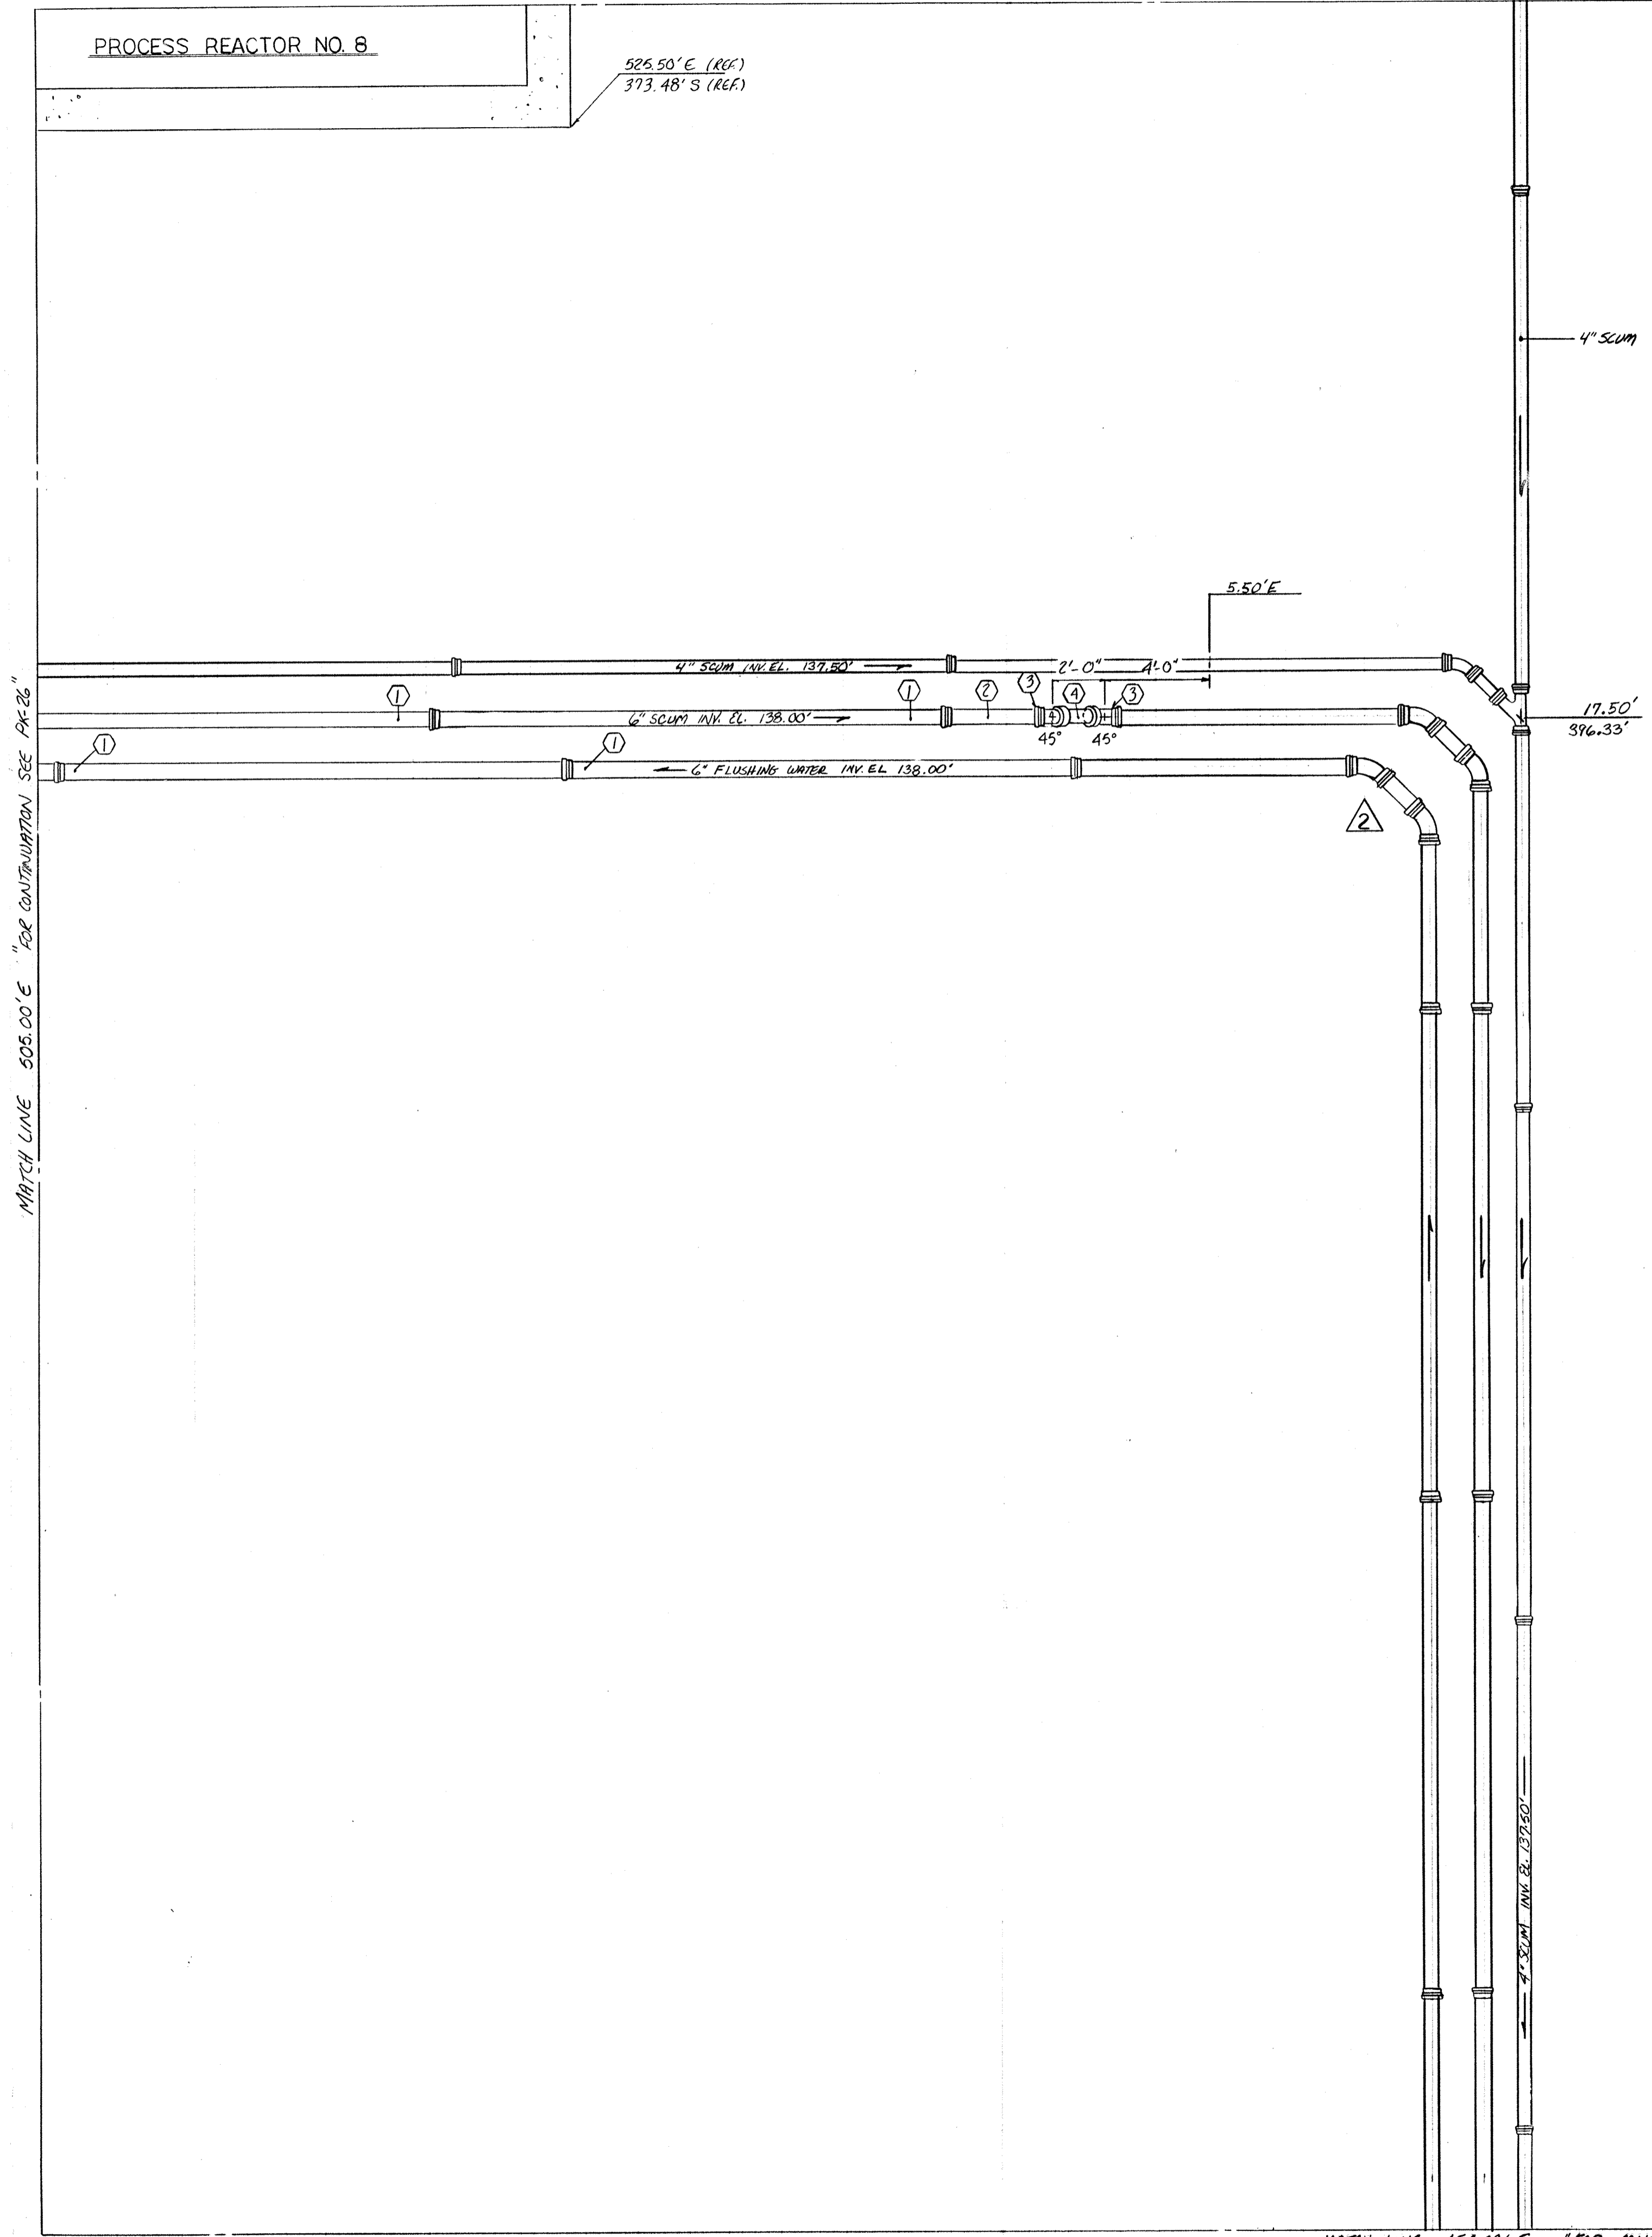 PROCESS REACTOR NO. 8
525.50' E (REF.)
373.48' S (REF.)
4" SCUM
5.50' E
4" SCUM INV. EL. 137.50'
2'-0" 4'-0"
1
1
2
3
4
3
6" SCUM INV. EL. 138.00'
45° 45°
17.50'
396.33'
1
1
6" FLUSHING WATER INV. EL 138.00'
2
MATCH LINE 505.00' E "FOR CONTINUATION SEE PK-26"
4" SCUM INV. EL. 137.50'